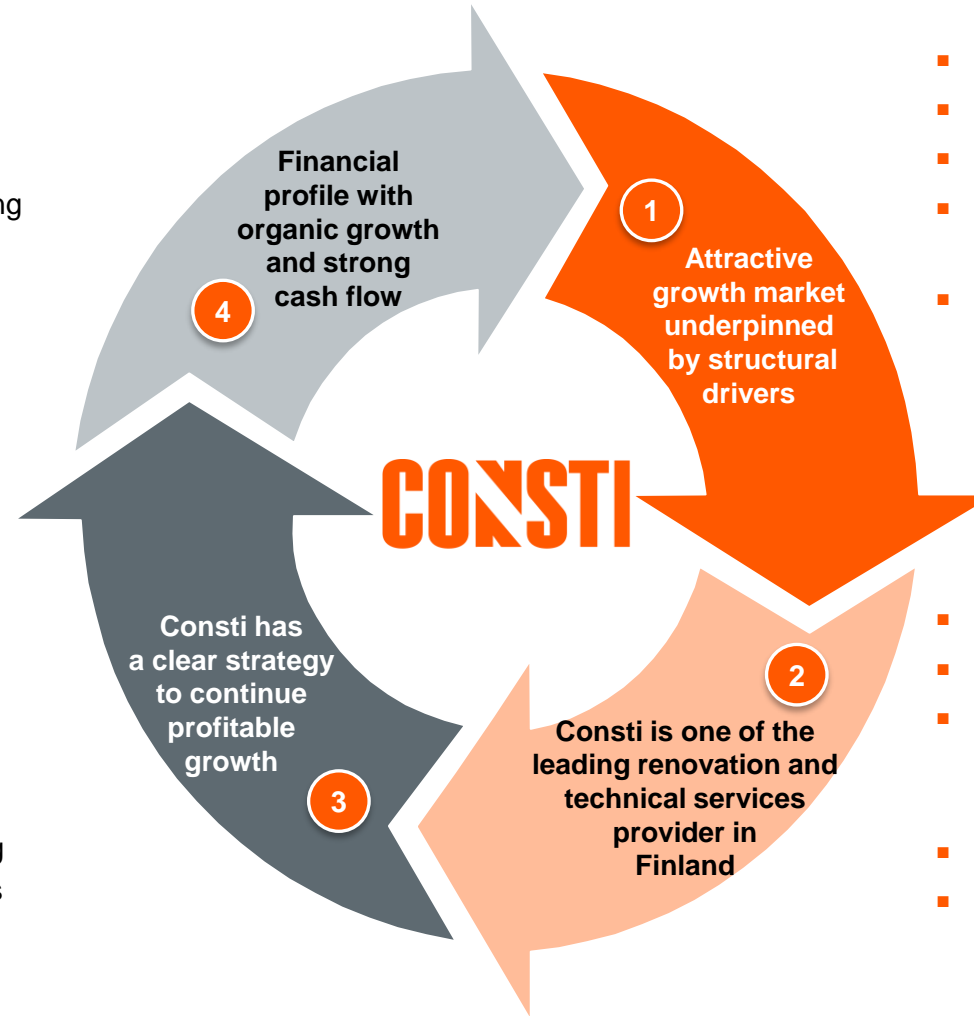 Financial
profile with
organic growth
and strong
cash flow
4
1
Attractive
growth market
underpinned
by structural
drivers
CONSTI
Consti has
a clear strategy
to continue
profitable
growth
3
2
Consti is one of the
leading renovation and
technical services
provider in
Finland